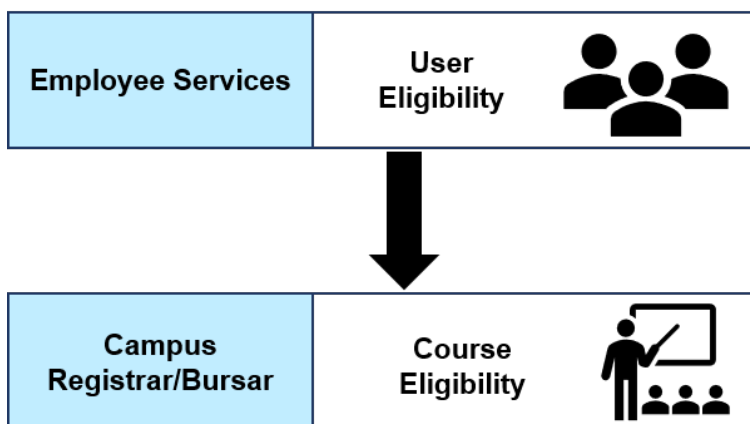 Employee Services
User
Eligibility
Campus
Registrar/Bursar
Course
Eligibility